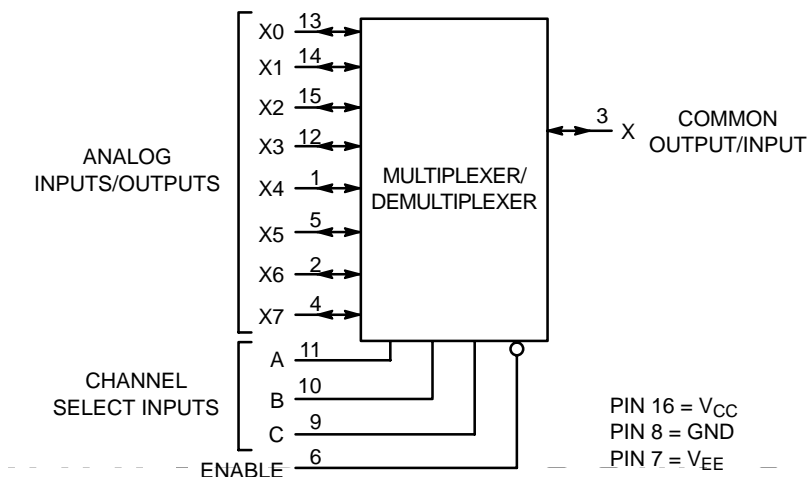 X0 13
X1 14
X2 15
X3 12
X4 1
X5 5
X6 2
X7 4
ANALOG
INPUTS/OUTPUTS
MULTIPLEXER/
DEMULTIPLEXER
3 X
COMMON
OUTPUT/INPUT
A 11
B 10
C 9
CHANNEL
SELECT INPUTS
ENABLE 6
PIN 16 = VCC
PIN 8 = GND
PIN 7 = VEE